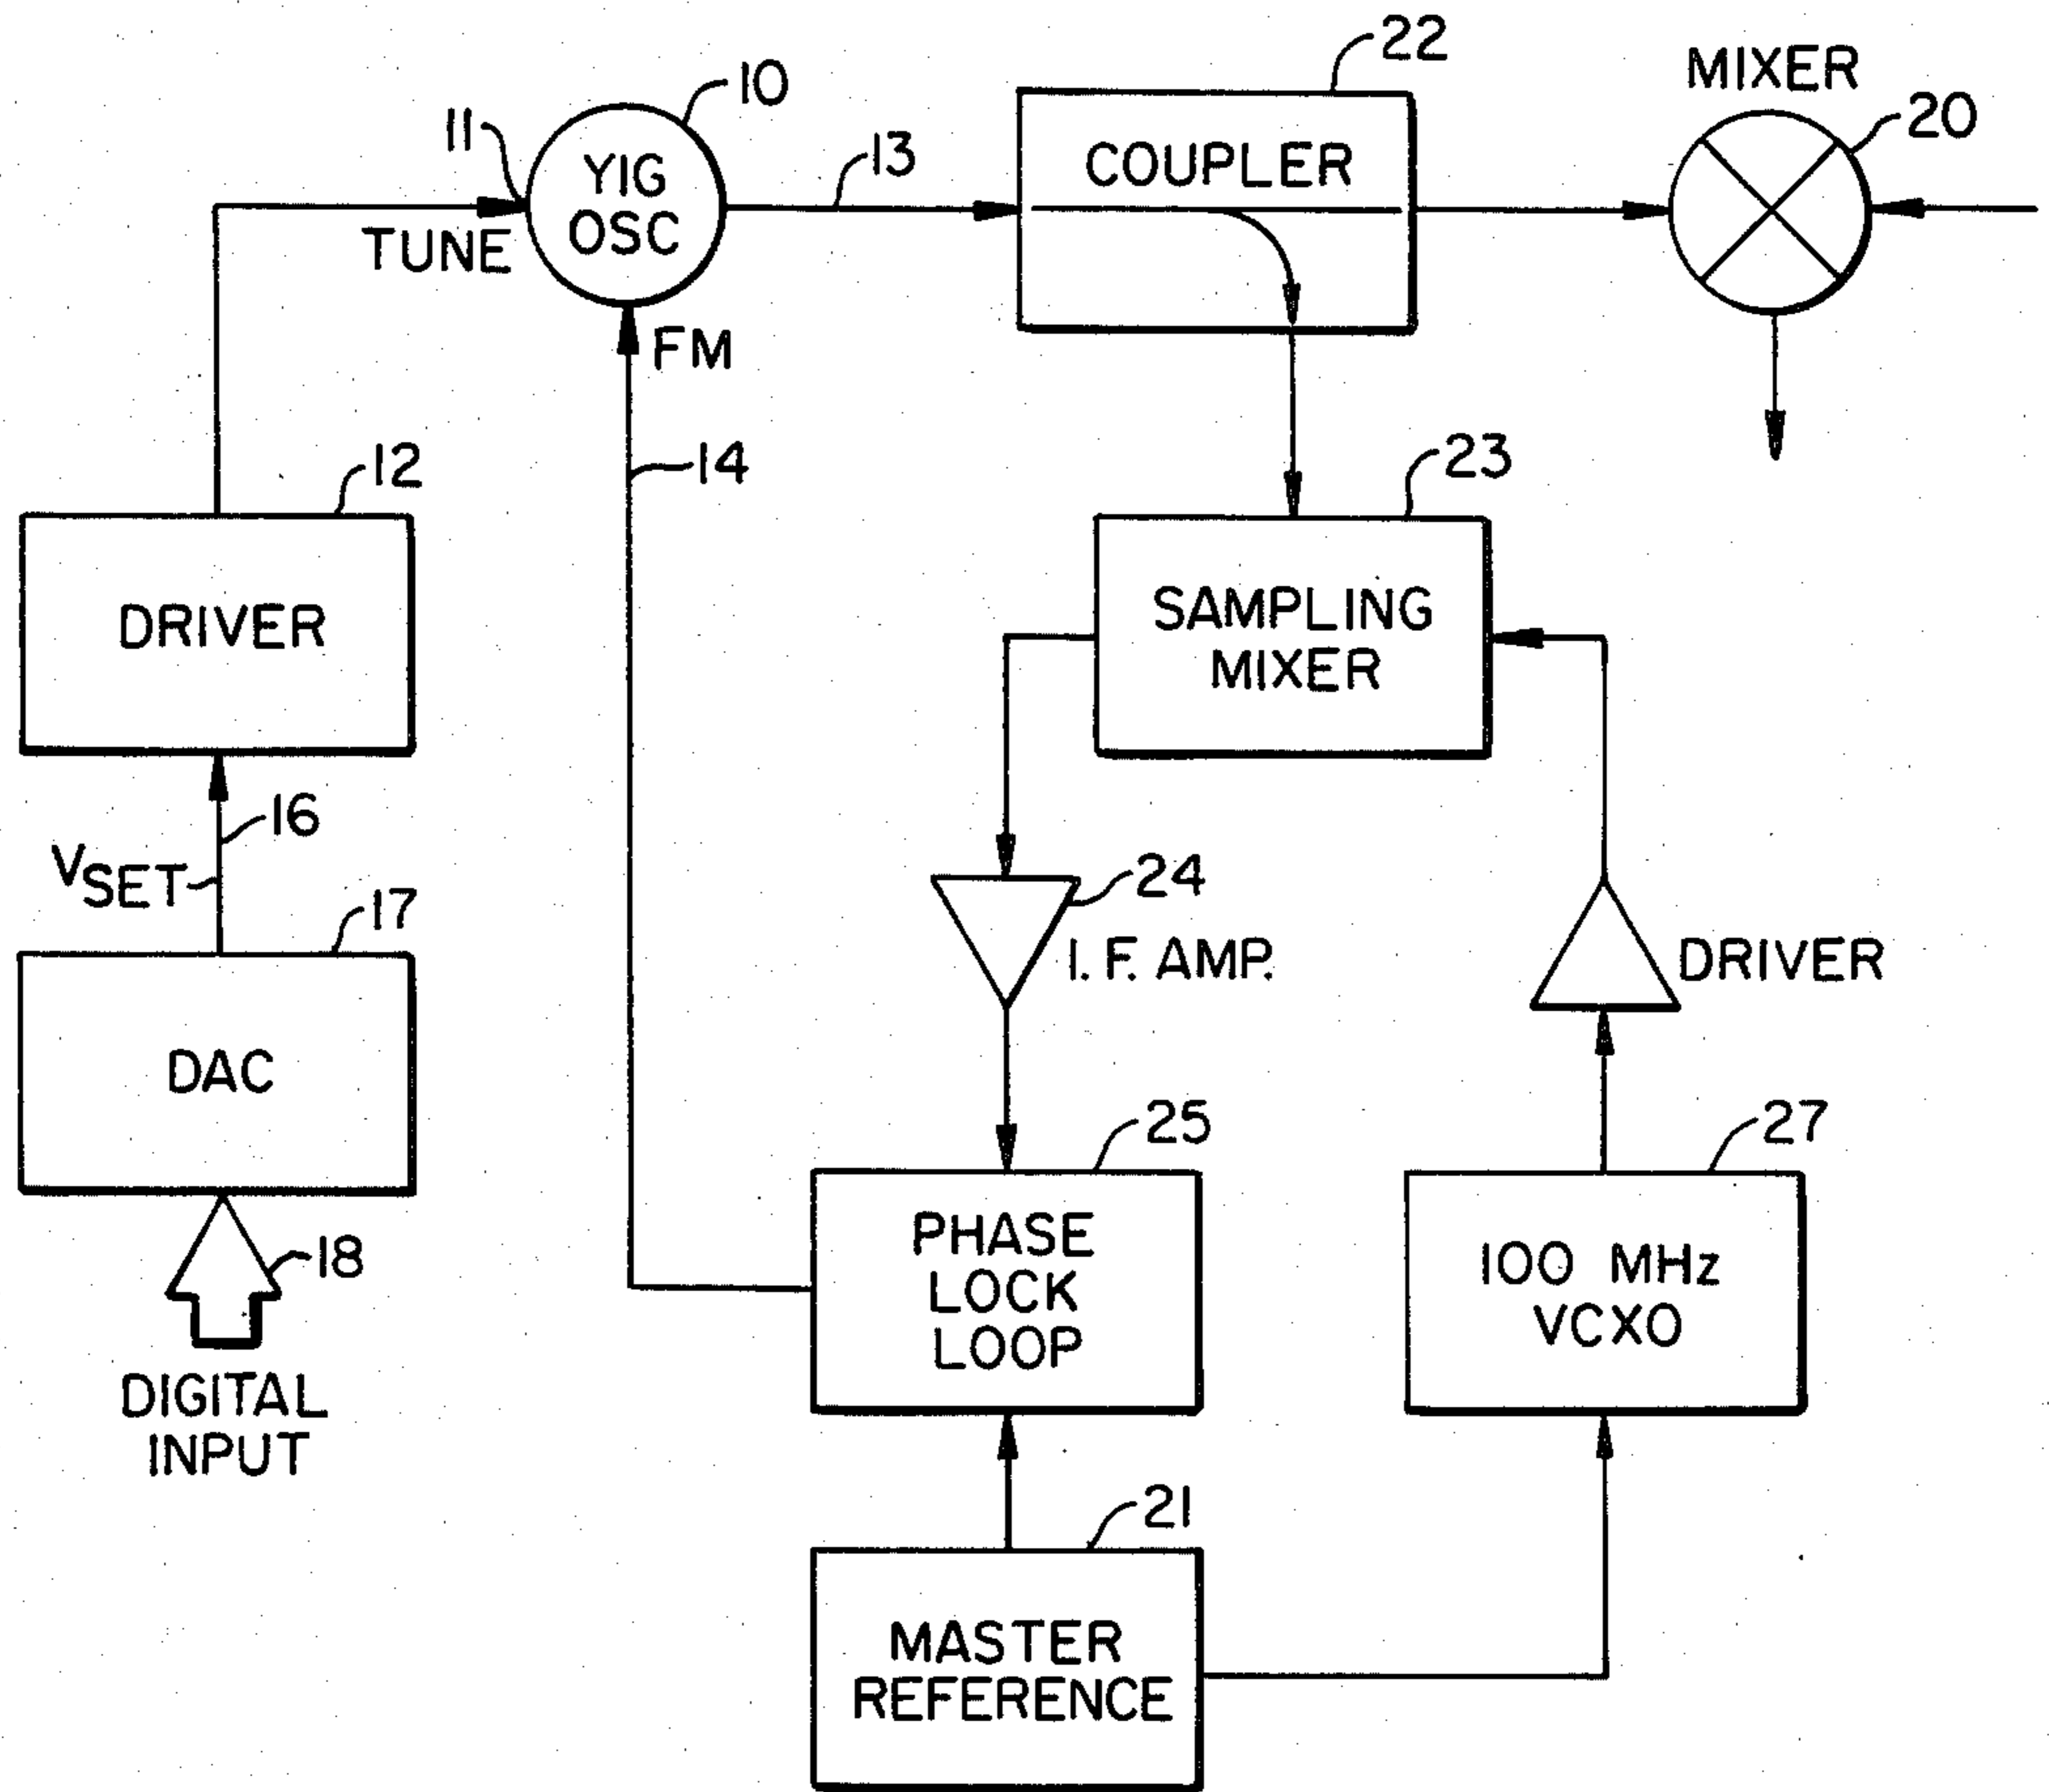 22
MIXER
10
20
11
13
YIG
OSC
COUPLER
TUNE
FM
12
14
23
DRIVER
SAMPLING
MIXER
16
VSET
17
24
I.F. AMP.
DRIVER
DAC
25
27
18
PHASE
LOCK
LOOP
100 MHz
VCXO
DIGITAL
INPUT
21
MASTER
REFERENCE